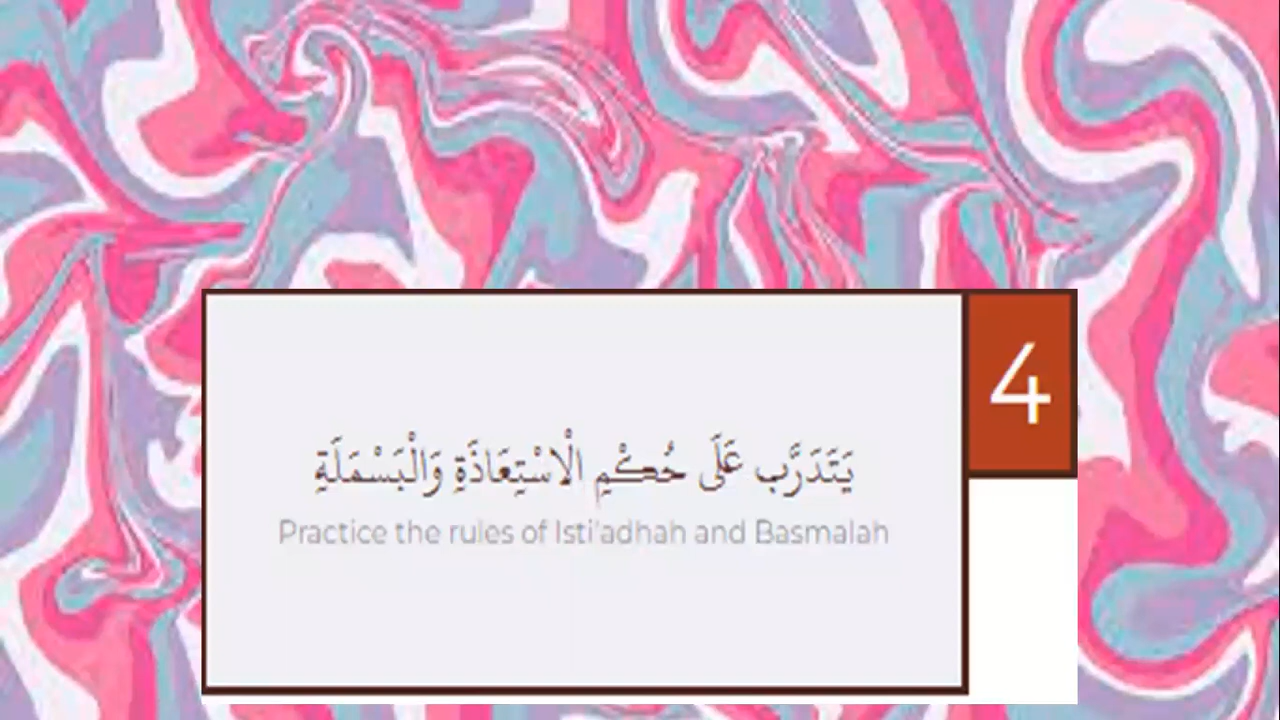 4
يَتَدَرَّب عَلَى حُكْمِ الْاسْتِعَاذَةِ وَالْبَسْمَلَةِ
Practice the rules of Isti'adhah and Basmalah